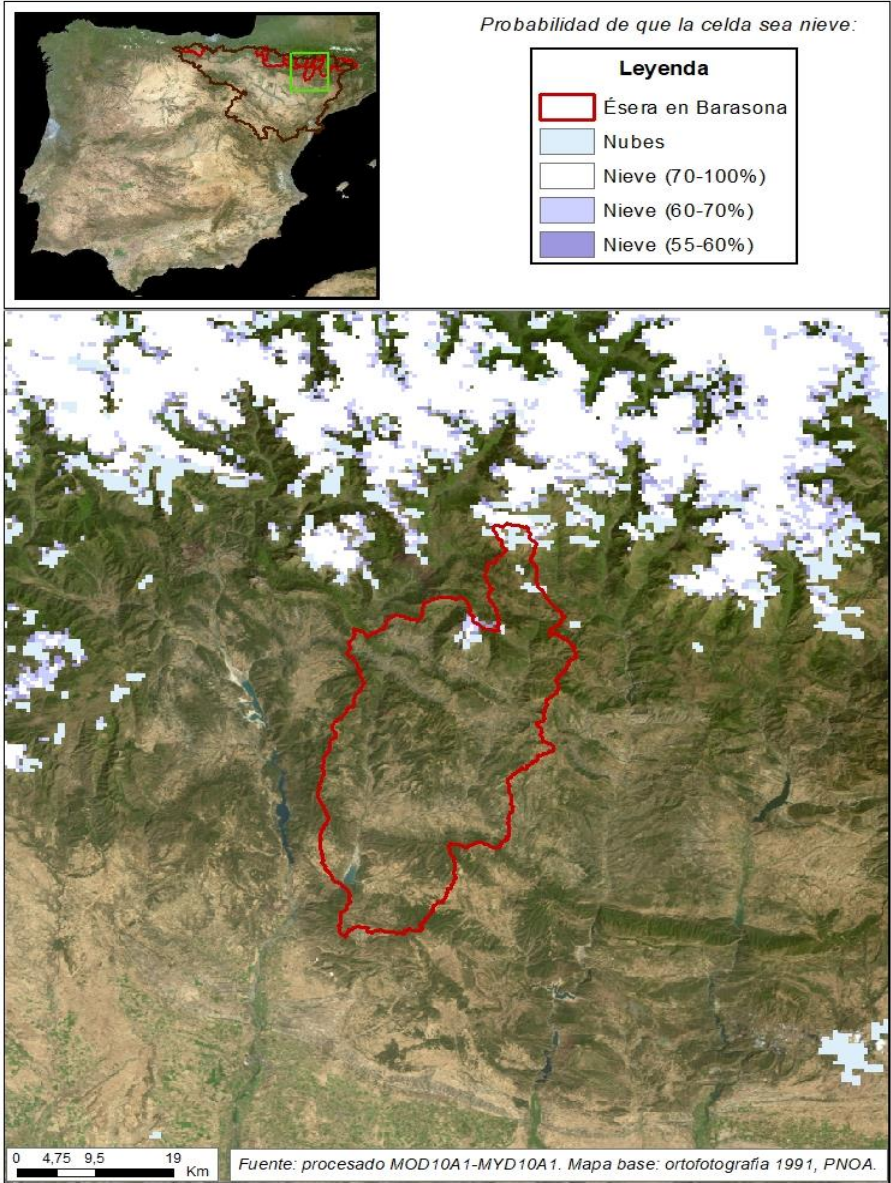 Probabilidad de que la celda sea nieve:
Leyenda
Ésera en Barasona
Nubes
Nieve (70-100%)
Nieve (60-70%)
Nieve (55-60%)
0 4,75 9,5 19
Km
Fuente: procesado MOD10A1-MYD10A1. Mapa base: ortofotografía 1991, PNOA.